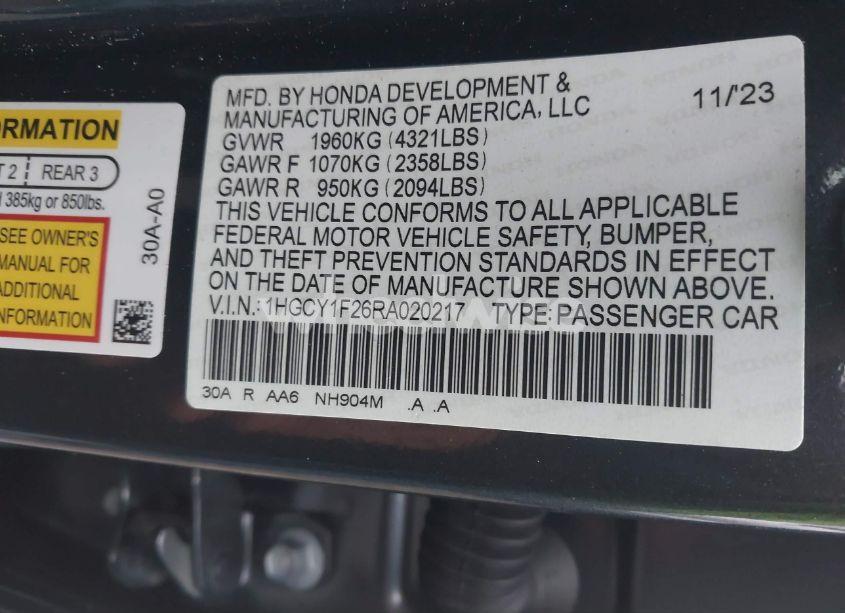 ORMATION
T 2 REAR 3
385kg or 850lbs.
SEE OWNER'S
MANUAL FOR
ADDITIONAL
INFORMATION
30A-A0
MFD. BY HONDA DEVELOPMENT &
MANUFACTURING OF AMERICA, LLC 11/'23
GVWR 1960KG (4321LBS)
GAWR F 1070KG (2358LBS)
GAWR R 950KG (2094LBS)
THIS VEHICLE CONFORMS TO ALL APPLICABLE
FEDERAL MOTOR VEHICLE SAFETY, BUMPER,
AND THEFT PREVENTION STANDARDS IN EFFECT
ON THE DATE OF MANUFACTURE SHOWN ABOVE.
V.I.N.: 1HGCY1F26RA020217 TYPE: PASSENGER CAR
30A R AA6 NH904M .A .A